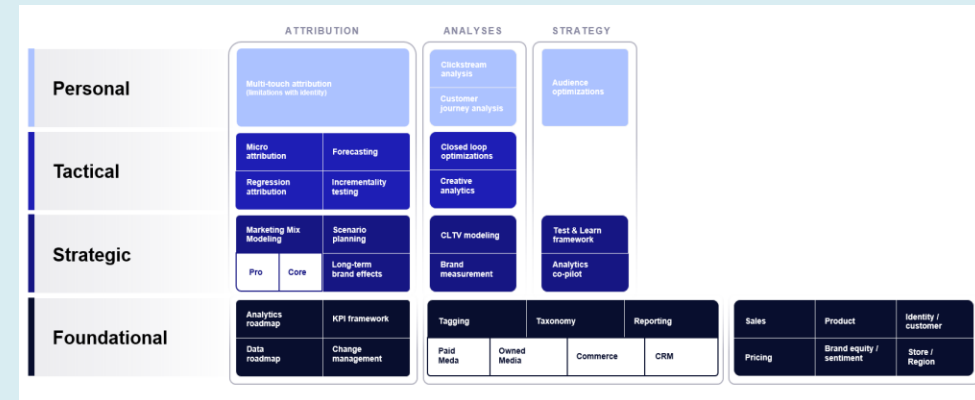 ATTRIBUTION
ANALYSES
STRATEGY
Personal
Multi-touch attribution
(limitations with identity)
Clickstream
analysis
Customer
journey analysis
Audience
optimizations
Tactical
Micro
attribution
Forecasting
Regression
attribution
Incrementality
testing
Closed loop
optimizations
Creative
analytics
Strategic
Marketing Mix
Modeling
Scenario
planning
Pro
Core
Long-term
brand effects
CLTV modeling
Brand
measurement
Test & Learn
framework
Analytics
co-pilot
Foundational
Analytics
roadmap
KPI framework
Data
roadmap
Change
management
Tagging
Taxonomy
Reporting
Paid
Meda
Owned
Media
Commerce
CRM
Sales
Product
Identity /
customer
Pricing
Brand equity /
sentiment
Store /
Region